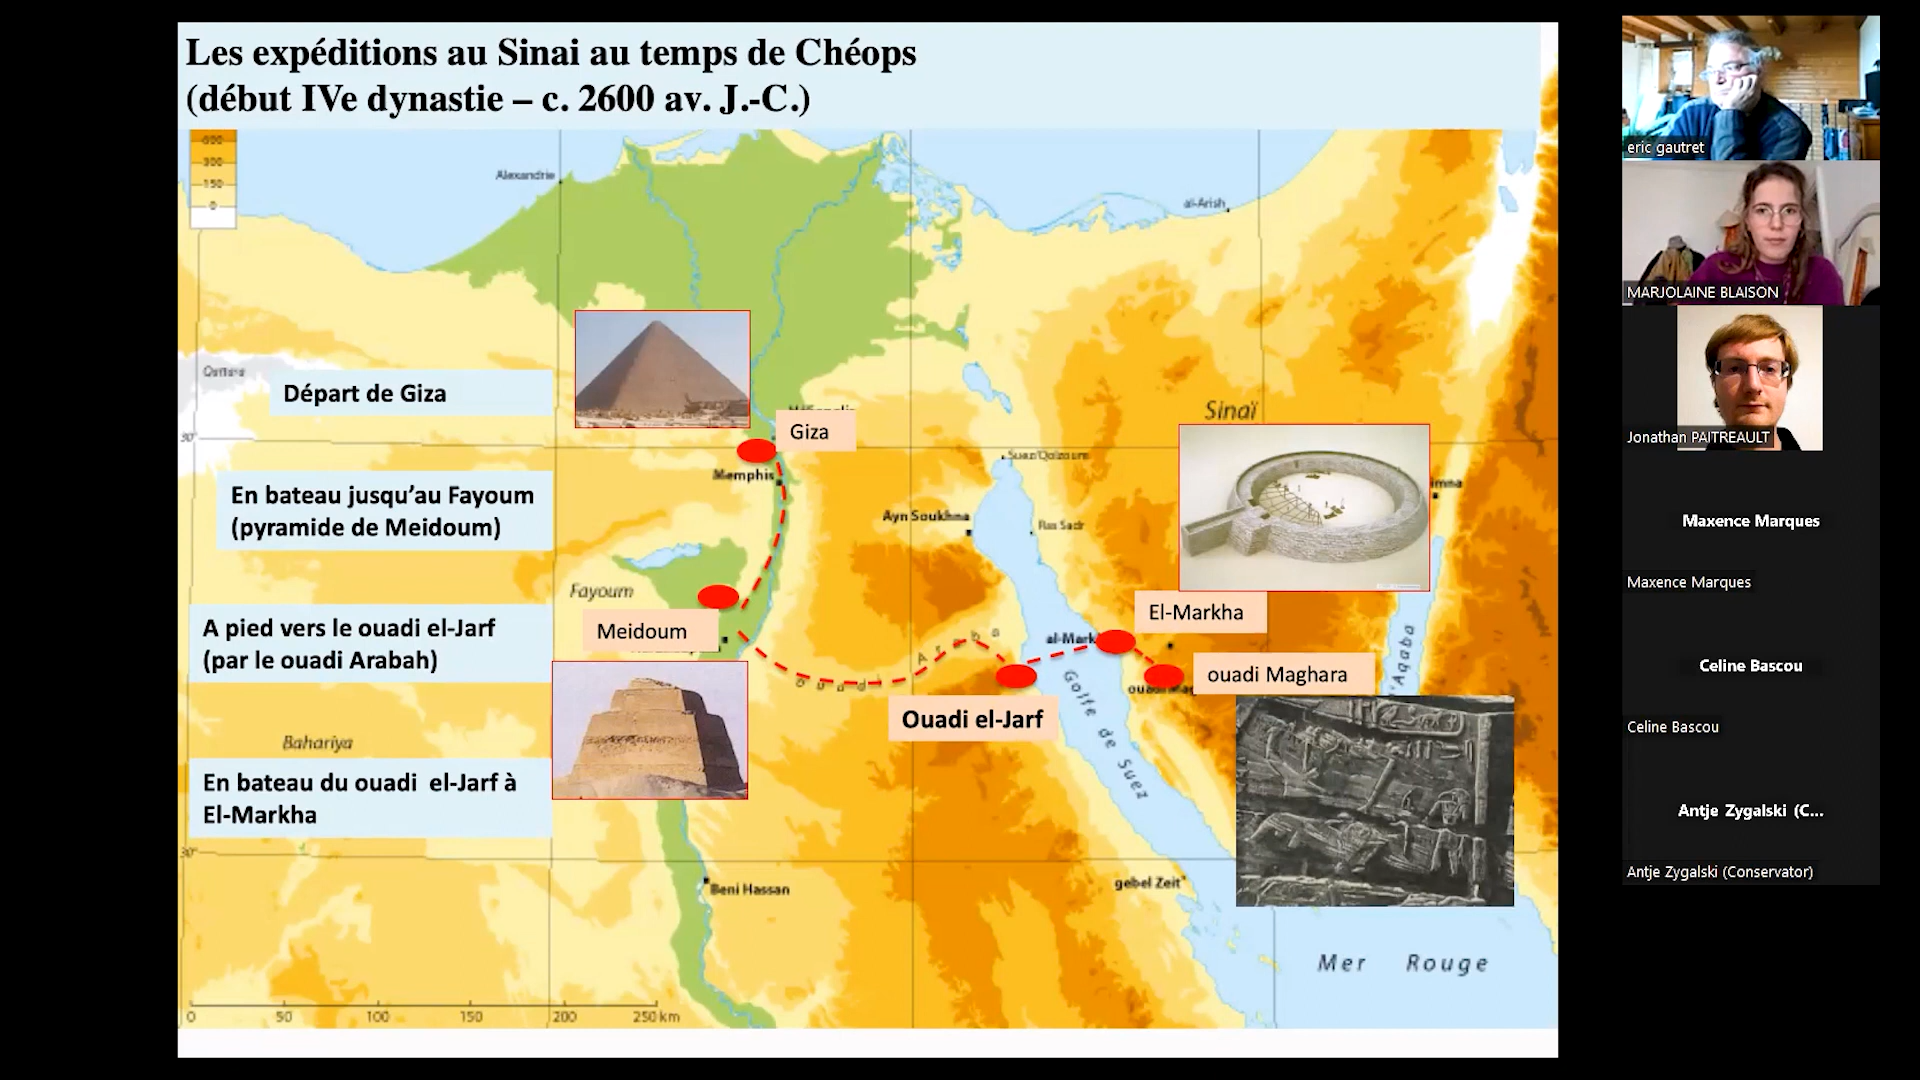 Les expéditions au Sinai au temps de Chéops
(début IVe dynastie – c. 2600 av. J.-C.)
300
150
0
Alexandrie
al-Arish
Départ de Giza
Giza
Sinaï
Memphis
En bateau jusqu’au Fayoum
(pyramide de Meidoum)
Ayn Soukhna
Ras Sadr
Fayoum
Meidoum
A pied vers le ouadi el-Jarf
(par le ouadi Arabah)
El-Markha
ouadi Maghara
Ouadi el-Jarf
Golfe de Suez
'Aqaba
Bahariya
En bateau du ouadi el-Jarf à
El-Markha
Beni Hassan
gebel Zeit
Mer Rouge
0 50 100 150 200 250 km
eric gautret
MARJOLAINE BLAISON
Jonathan PAITREAULT
Maxence Marques
Maxence Marques
Celine Bascou
Celine Bascou
Antje Zygalski (C...
Antje Zygalski (Conservator)